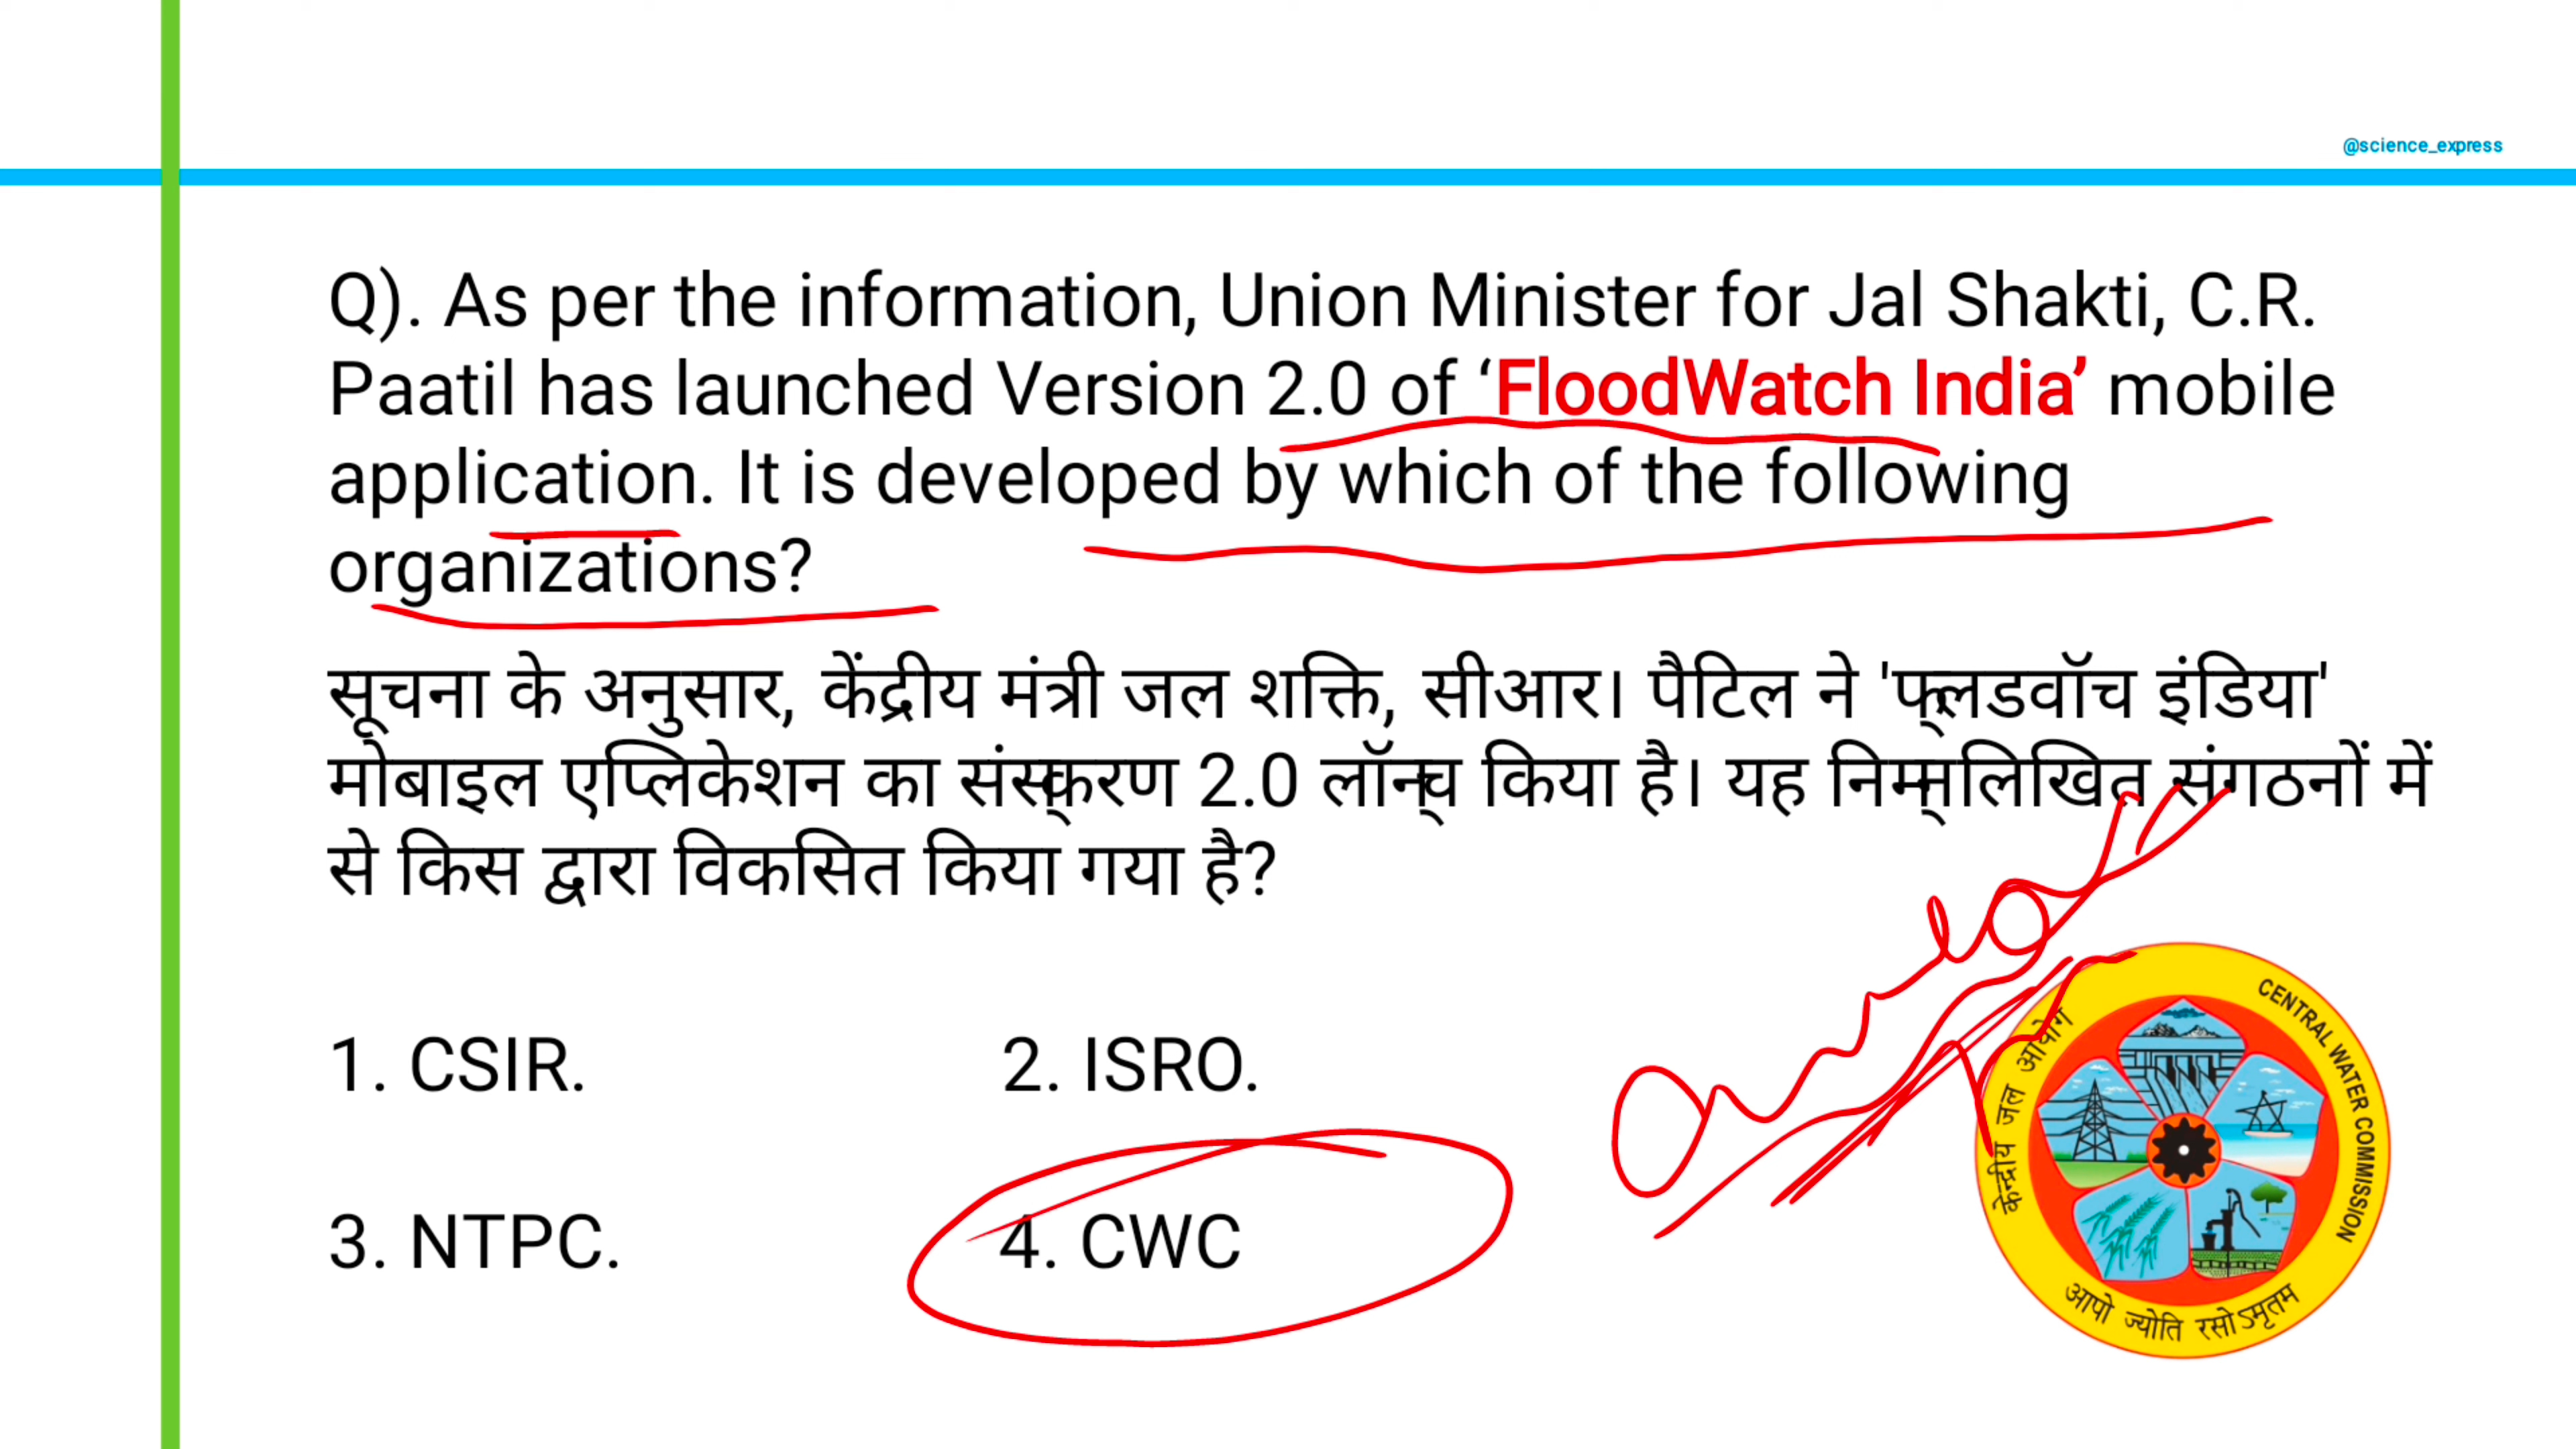 @science_express
Q). As per the information, Union Minister for Jal Shakti, C.R.
Paatil has launched Version 2.0 of ‘FloodWatch India’ mobile
application. It is developed by which of the following
organizations?
सूचना के अनुसार, केंद्रीय मंत्री जल शक्ति, सीआर। पैटिल ने 'फ्लडवॉच इंडिया'
मोबाइल एप्लिकेशन का संस्करण 2.0 लॉन्च किया है। यह निम्नलिखित संगठनों में
से किस द्वारा विकसित किया गया है?
1. CSIR.
2. ISRO.
3. NTPC.
4. CWC
केन्द्रीय जल आयोग
CENTRAL WATER COMMISSION
आपो ज्योति रसोऽमृतम